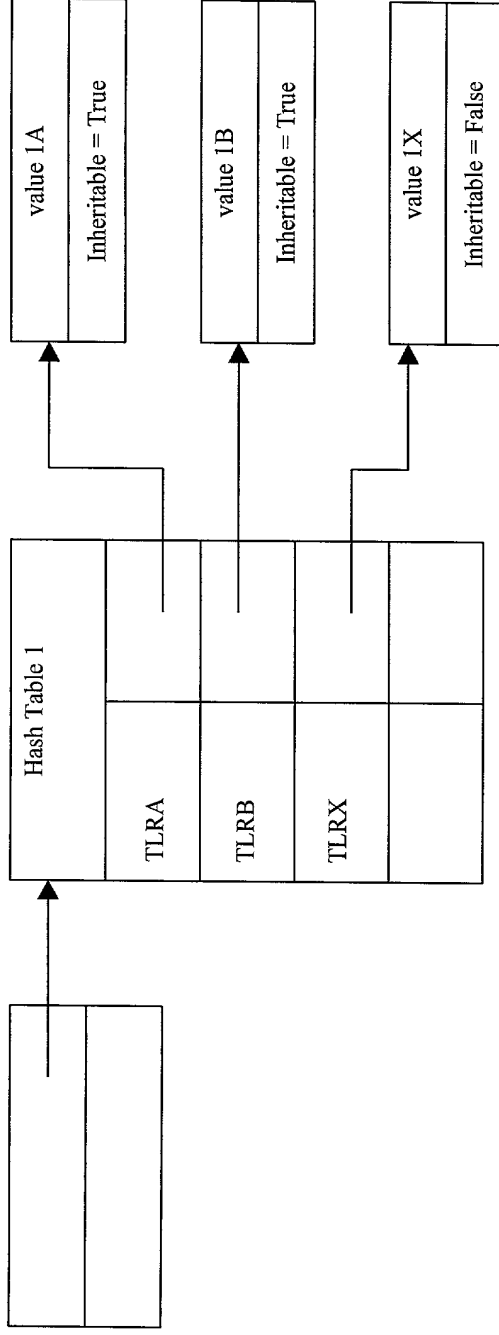 Hash Table 1
TLRA
TLRB
TLRX
value 1A
Inheritable = True
value 1B
Inheritable = True
value 1X
Inheritable = False